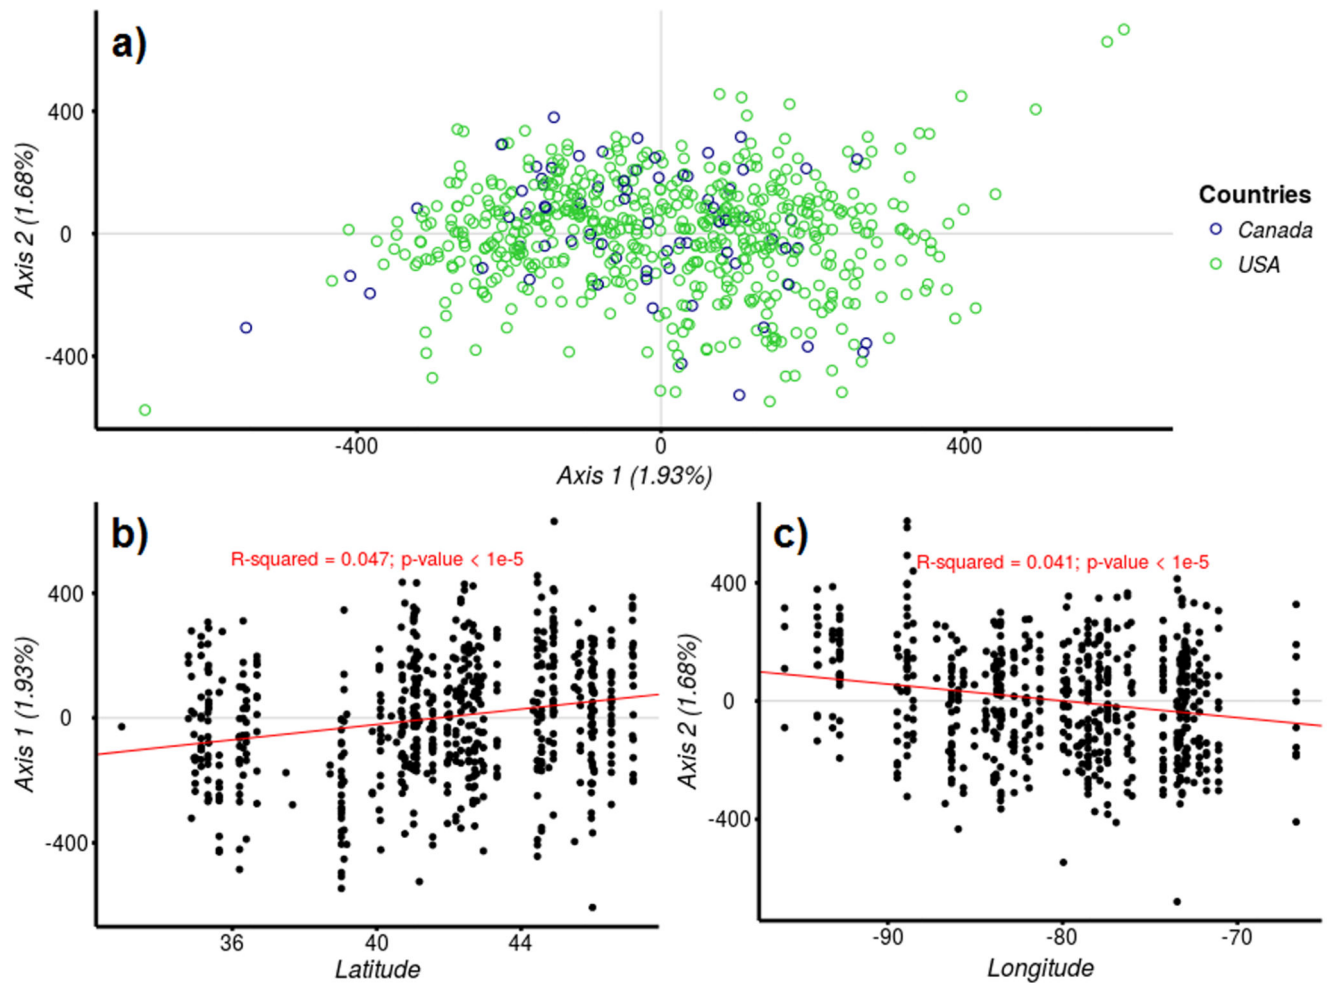 a)
400
0
-400
Axis 2 (1.68%)
-400
0
400
Axis 1 (1.93%)
Countries
Canada
USA
b)
R-squared = 0.047; p-value < 1e-5
400
0
-400
Axis 1 (1.93%)
36
40
44
Latitude
c)
R-squared = 0.041; p-value < 1e-5
400
0
-400
Axis 2 (1.68%)
-90
-80
-70
Longitude